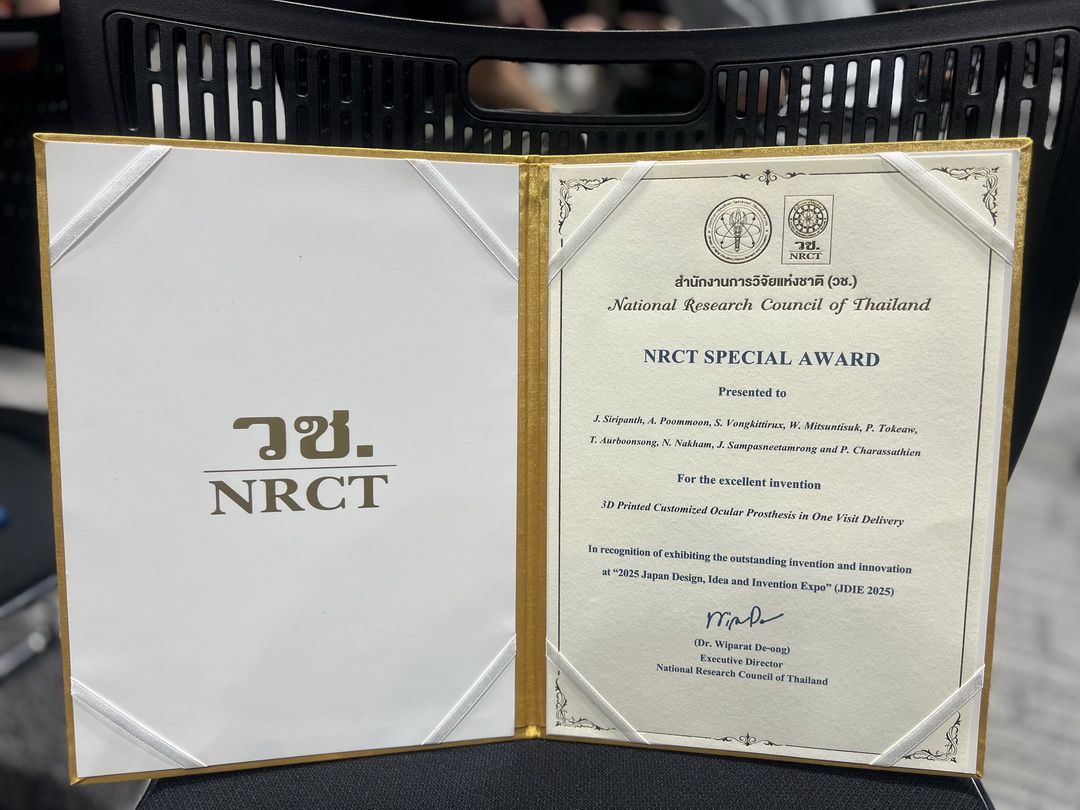 วช.
NRCT
วช.
NRCT
สำนักงานการวิจัยแห่งชาติ (วช.)
National Research Council of Thailand
NRCT SPECIAL AWARD
Presented to
J. Siripanth, A. Poommoon, S. Vongkittirux, W. Mitsuntisuk, P. Tokeaw,
T. Aurboonsong, N. Nakham, J. Sampasneetamrong and P. Charassathien
For the excellent invention
3D Printed Customized Ocular Prosthesis in One Visit Delivery
In recognition of exhibiting the outstanding invention and innovation
at “2025 Japan Design, Idea and Invention Expo” (JDIE 2025)
(Dr. Wiparat De-ong)
Executive Director
National Research Council of Thailand